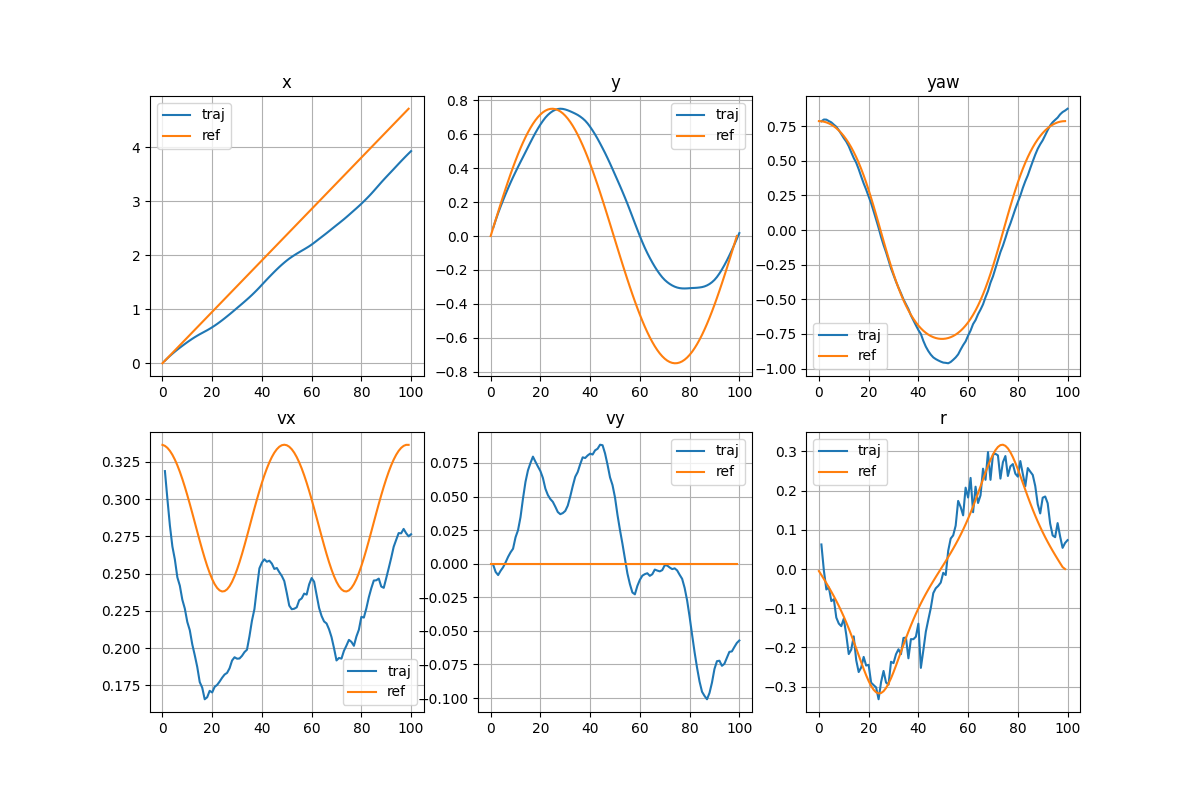 x
y
yaw
traj
ref
4
3
2
1
0
0 20 40 60 80 100
traj
ref
0.8
0.6
0.4
0.2
0.0
−0.2
−0.4
−0.6
−0.8
0 20 40 60 80 100
traj
ref
0.75
0.50
0.25
0.00
−0.25
−0.50
−0.75
−1.00
0 20 40 60 80 100
vx
vy
r
traj
ref
0.325
0.300
0.275
0.250
0.225
0.200
0.175
0 20 40 60 80 100
traj
ref
0.075
0.050
0.025
0.000
−0.025
−0.050
−0.075
−0.100
0 20 40 60 80 100
traj
ref
0.3
0.2
0.1
0.0
−0.1
−0.2
−0.3
0 20 40 60 80 100